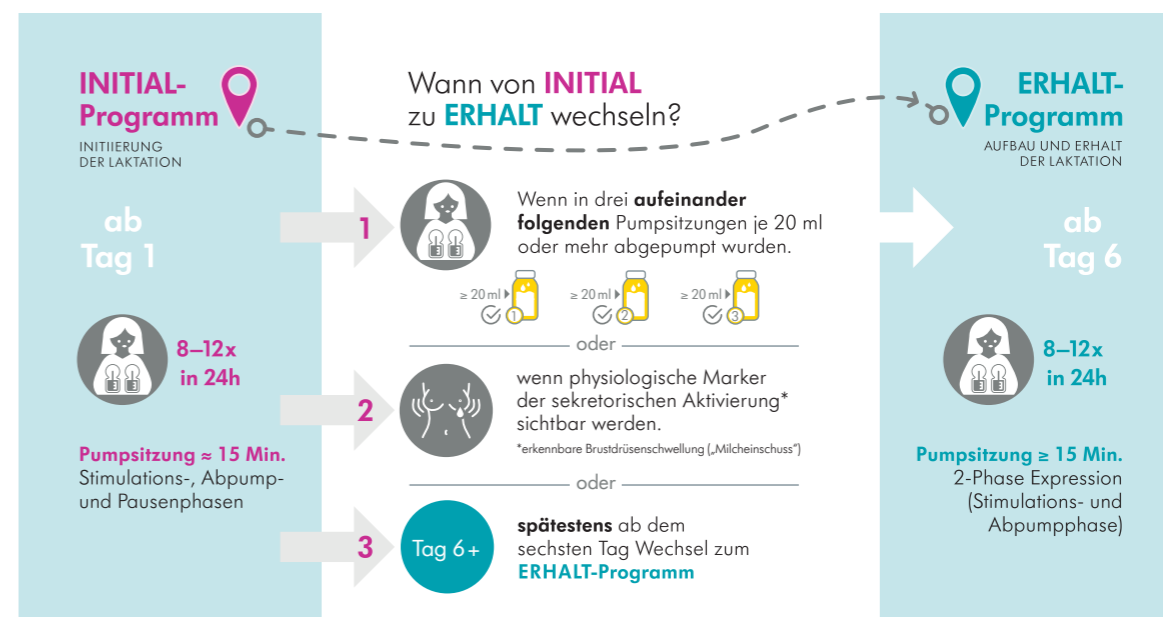 INITIAL-
Programm
INITIIERUNG
DER LAKTATION
ab
Tag 1
8–12x
in 24h
Pumpsitzung ≈ 15 Min.
Stimulations-, Abpump-
und Pausenphasen
Wann von INITIAL
zu ERHALT wechseln?
1
Wenn in drei aufeinander
folgenden Pumpsitzungen je 20 ml
oder mehr abgepumpt wurden.
≥ 20 ml
1
≥ 20 ml
2
≥ 20 ml
3
oder
2
wenn physiologische Marker
der sekretorischen Aktivierung*
sichtbar werden.
*erkennbare Brustdrüsenschwellung („Milcheinschuss“)
oder
3
Tag 6+
spätestens ab dem
sechsten Tag Wechsel zum
ERHALT-Programm
ERHALT-
Programm
AUFBAU UND ERHALT
DER LAKTATION
ab
Tag 6
8–12x
in 24h
Pumpsitzung ≥ 15 Min.
2-Phase Expression
(Stimulations- und
Abpumpphase)